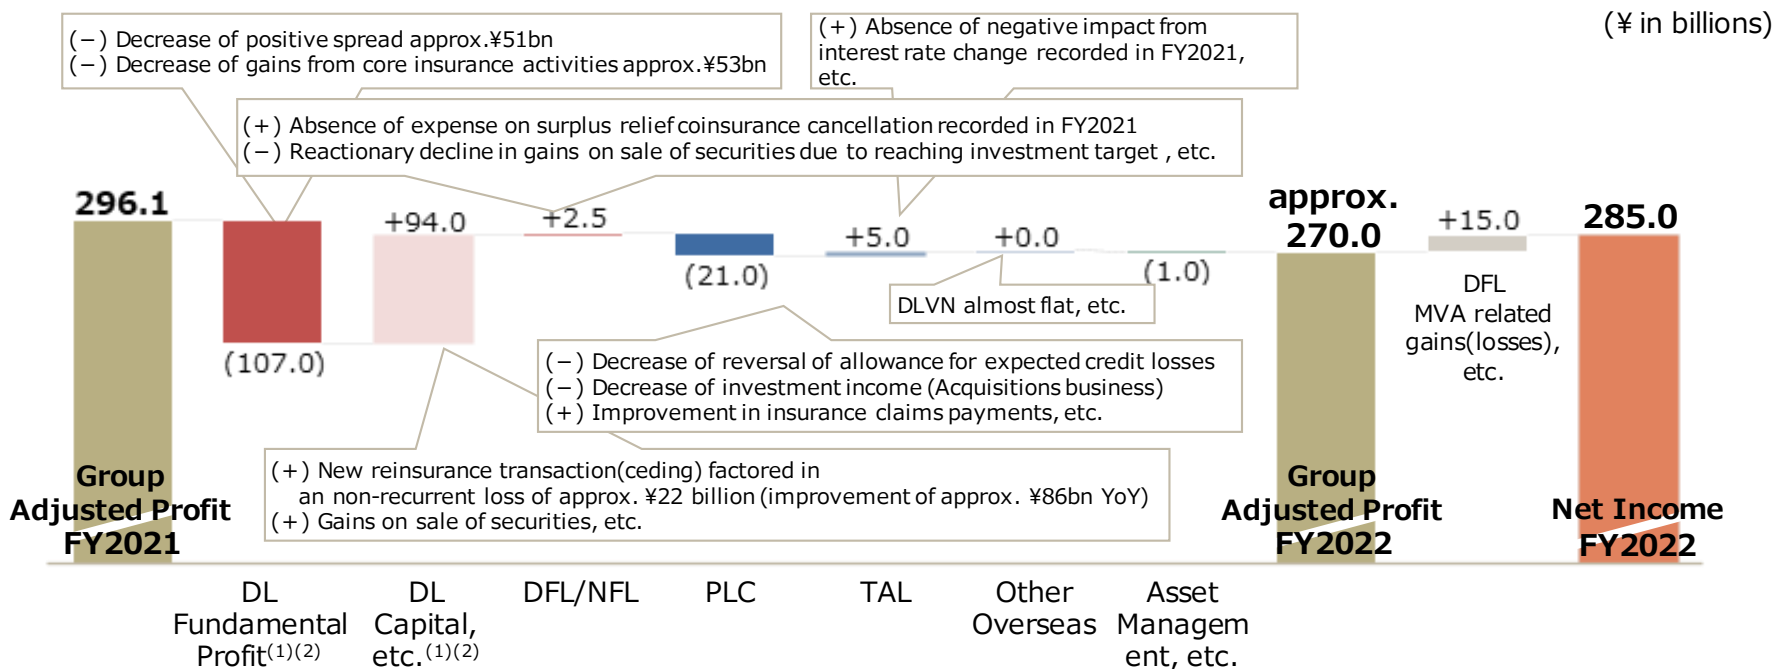 (¥ in billions)
(−) Decrease of positive spread approx.¥51bn
(−) Decrease of gains from core insurance activities approx.¥53bn
(+) Absence of negative impact from
interest rate change recorded in FY2021,
etc.
(+) Absence of expense on surplus relief coinsurance cancellation recorded in FY2021
(−) Reactionary decline in gains on sale of securities due to reaching investment target , etc.
296.1
(107.0)
+94.0
+2.5
(21.0)
+5.0
+0.0
(1.0)
approx.
270.0
+15.0
285.0
DLVN almost flat, etc.
DFL
MVA related
gains(losses),
etc.
(−) Decrease of reversal of allowance for expected credit losses
(−) Decrease of investment income (Acquisitions business)
(+) Improvement in insurance claims payments, etc.
(+) New reinsurance transaction(ceding) factored in
an non-recurrent loss of approx. ¥22 billion (improvement of approx. ¥86bn YoY)
(+) Gains on sale of securities, etc.
Group
Adjusted Profit
FY2021
Group
Adjusted Profit
FY2022
Net Income
FY2022
DL
Fundamental
Profit(1)(2)
DL
Capital,
etc.(1)(2)
DFL/NFL
PLC
TAL
Other
Overseas
Asset
Managem
ent, etc.